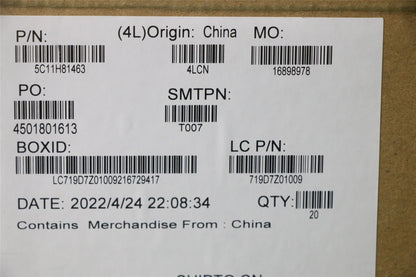 P/N: (4L)Origin: China MO:
5C11H81463 4LCN 16898978
PO: SMTPN:
4501801613 T007
BOXID: LC P/N:
LC719D7Z01009216729417 719D7Z01009
DATE: 2022/4/24 22:08:34 QTY:
20
Contains Merchandise From : China